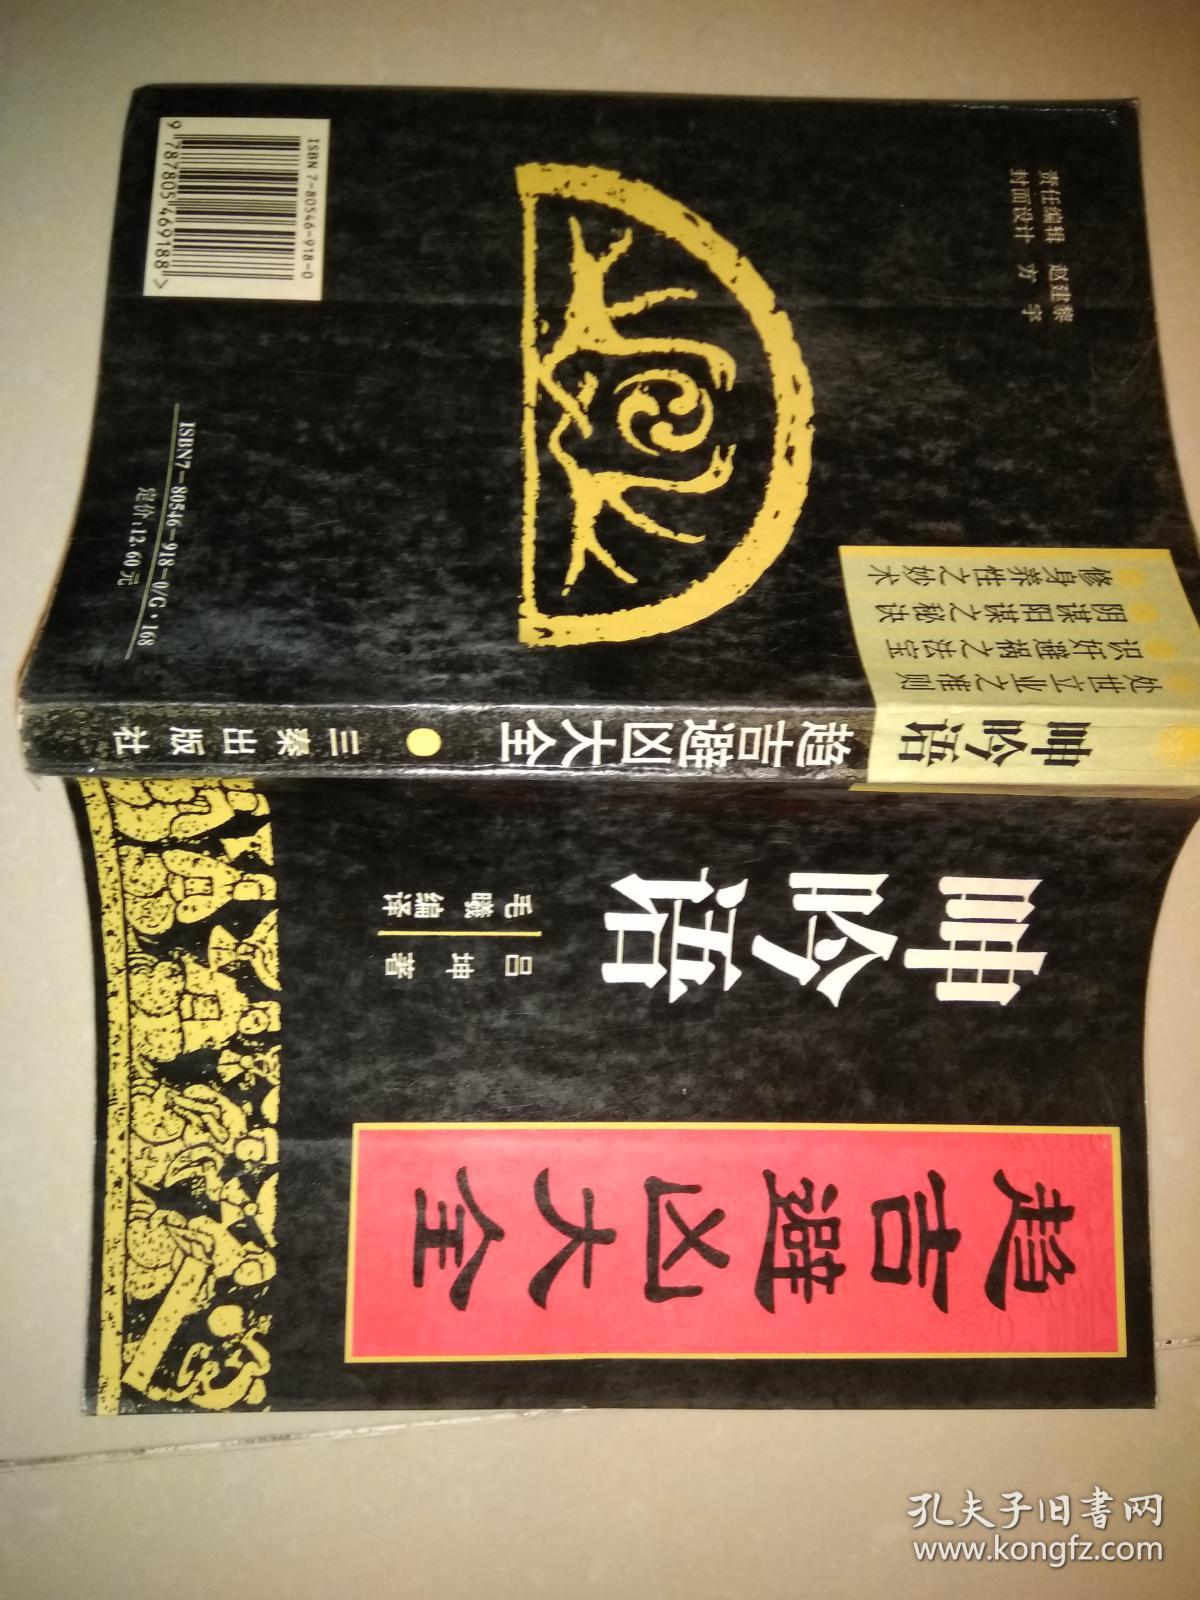 趋吉避凶大全
呻吟语
吕坤 著
毛曦 编译
呻吟语
趋吉避凶大全
三秦出版社
处世立业之准则
识奸避祸之法宝
阴谋阳谋之秘诀
修身养性之妙术
责任编辑 赵建黎
封面设计 方 宇
ISBN 7-80546-918-0
9 787805 469188 >
ISBN7-80546-918-0/G·168
定价:12.60元
孔夫子旧书网
www.kongfz.com